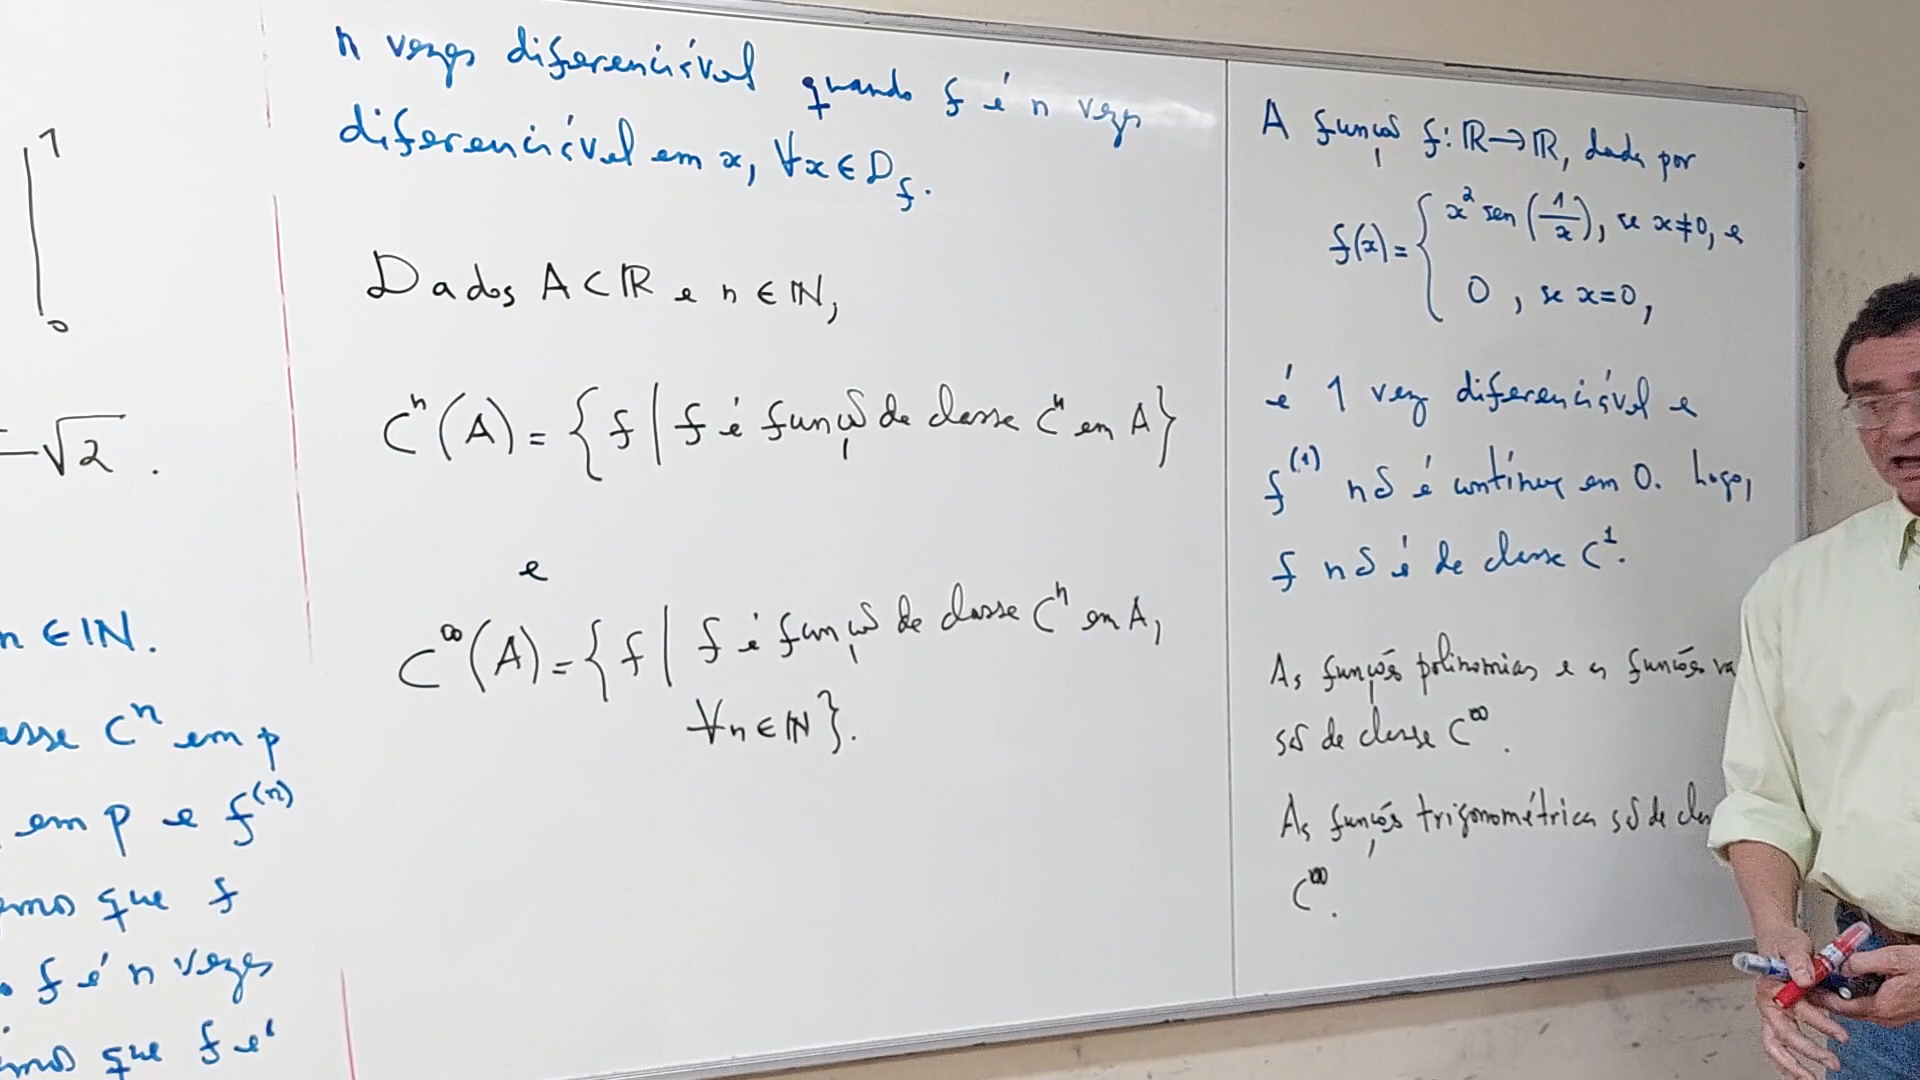 1
0
-√2 .
n ∈ ℕ.
asse Cⁿ em p
em p e f⁽ⁿ⁾
que f
f é n vezes
que f é
n vezes diferenciável quando f é n vezes
diferenciável em x, ∀x ∈ D_f.
Dados A ⊂ ℝ e n ∈ ℕ,
Cⁿ(A) = {f | f é função de classe Cⁿ em A}
e
C^∞(A) = {f | f é função de classe Cⁿ em A,
∀n ∈ ℕ}.
A função f: ℝ → ℝ, dada por
f(x) = { x² sen(1/x), se x ≠ 0, e
0 , se x = 0,
é 1 vez diferenciável e
f⁽¹⁾ não é contínua em 0. Logo,
f não é de classe C¹.
As funções polinomiais e as funções
são de classe C^∞.
As funções trigonométricas são de
C^∞.